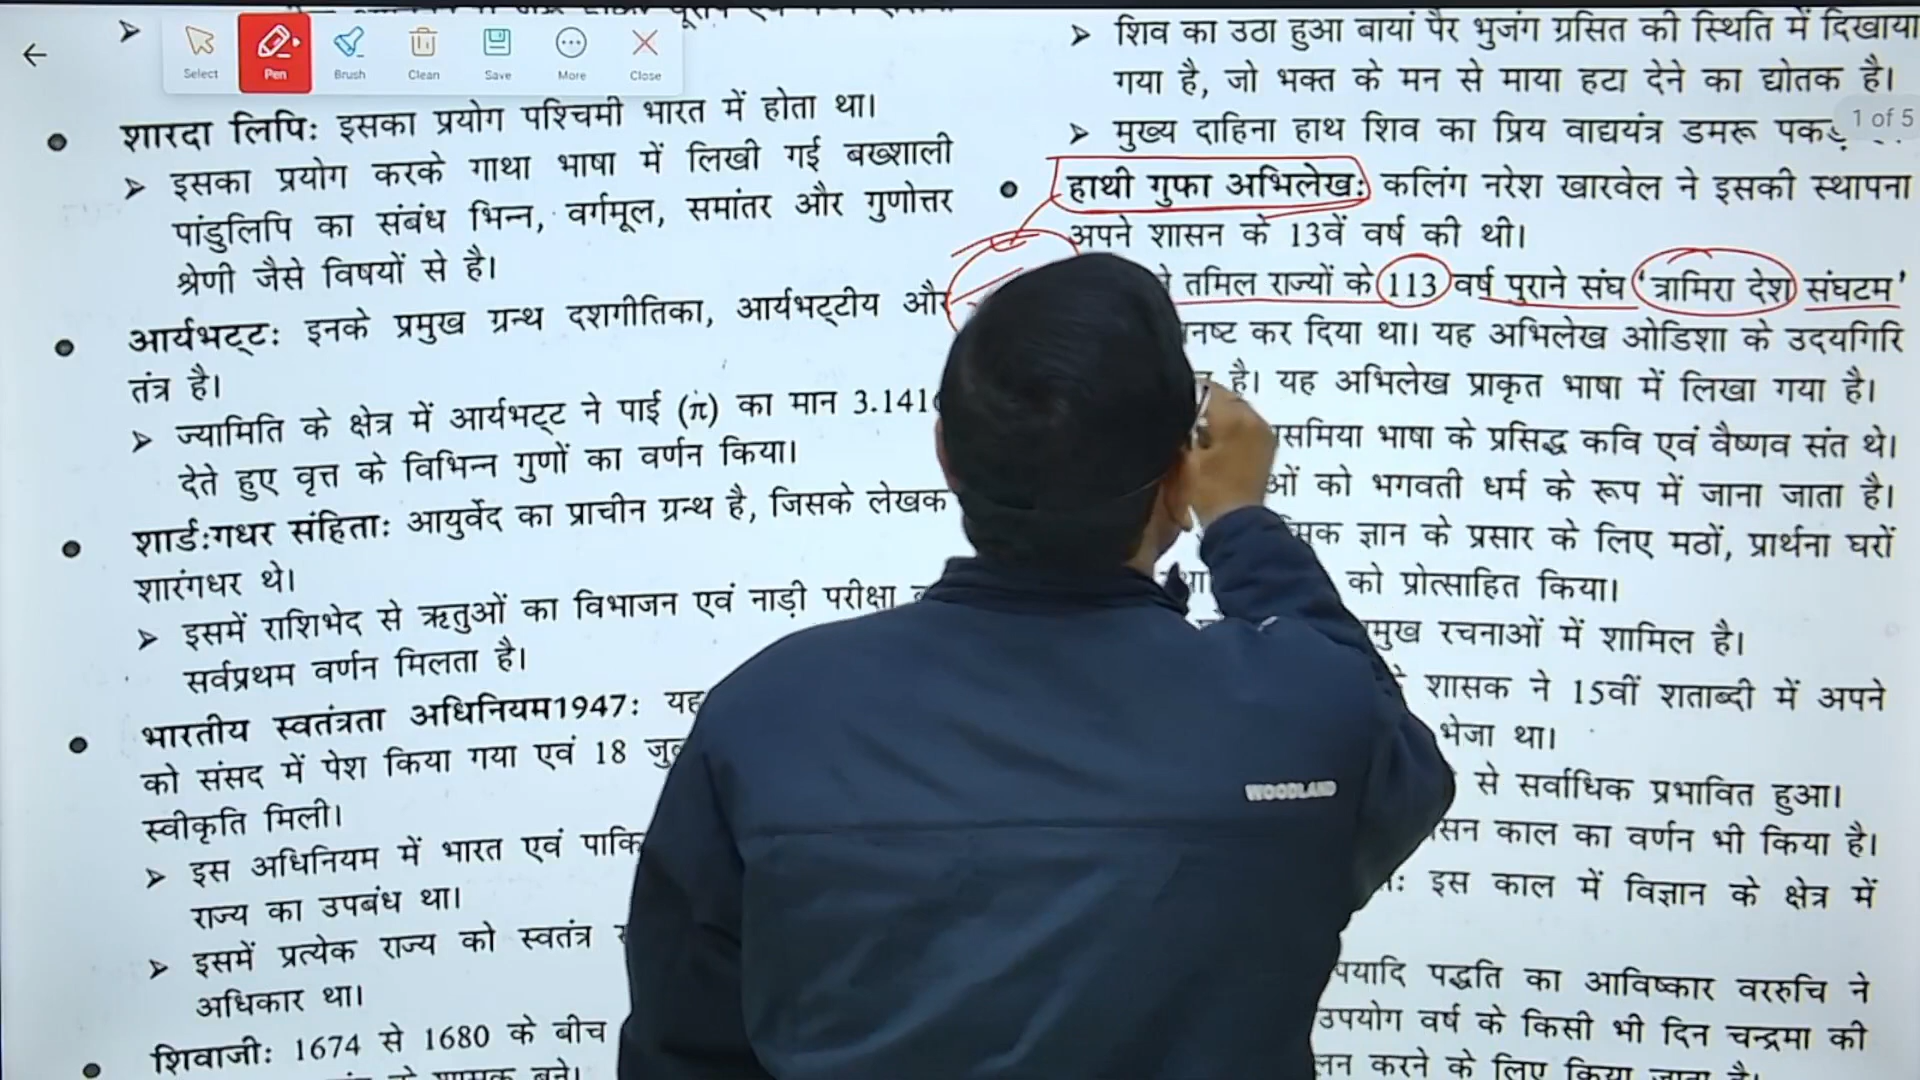 Select Pen Brush Clean Save More Close
1 of 5
शारदा लिपिः इसका प्रयोग पश्चिमी भारत में होता था।
इसका प्रयोग करके गाथा भाषा में लिखी गई बख्शाली
पांडुलिपि का संबंध भिन्न, वर्गमूल, समांतर और गुणोत्तर
श्रेणी जैसे विषयों से है।
आर्यभट्टः इनके प्रमुख ग्रन्थ दशगीतिका, आर्यभट्टीय और
तंत्र है।
ज्यामिति के क्षेत्र में आर्यभट्ट ने पाई (π) का मान 3.141
देते हुए वृत्त के विभिन्न गुणों का वर्णन किया।
शार्ड:गधर संहिताः आयुर्वेद का प्राचीन ग्रन्थ है, जिसके लेखक
शारंगधर थे।
इसमें राशिभेद से ऋतुओं का विभाजन एवं नाड़ी परीक्षा
सर्वप्रथम वर्णन मिलता है।
भारतीय स्वतंत्रता अधिनियम1947: यह
को संसद में पेश किया गया एवं 18
स्वीकृति मिली।
इस अधिनियम में भारत एवं
राज्य का उपबंध था।
इसमें प्रत्येक राज्य को स्वतंत्र
अधिकार था।
शिवाजीः 1674 से 1680 के बीच
शिव का उठा हुआ बायां पैर भुजंग ग्रसित की स्थिति में दिखाया
गया है, जो भक्त के मन से माया हटा देने का द्योतक है।
मुख्य दाहिना हाथ शिव का प्रिय वाद्ययंत्र डमरू
हाथी गुफा अभिलेखः कलिंग नरेश खारवेल ने इसकी स्थापना
अपने शासन के 13वें वर्ष की थी।
तमिल राज्यों के 113 वर्ष पुराने संघ 'त्रामिरा देश संघटम'
नष्ट कर दिया था। यह अभिलेख ओडिशा के उदयगिरि
है। यह अभिलेख प्राकृत भाषा में लिखा गया है।
भाषा के प्रसिद्ध कवि एवं वैष्णव संत थे।
को भगवती धर्म के रूप में जाना जाता है।
ज्ञान के प्रसार के लिए मठों, प्रार्थना घरों
को प्रोत्साहित किया।
रचनाओं में शामिल है।
शासक ने 15वीं शताब्दी में अपने
भेजा था।
से सर्वाधिक प्रभावित हुआ।
काल का वर्णन भी किया है।
इस काल में विज्ञान के क्षेत्र में
पद्धति का आविष्कार वररुचि ने
उपयोग वर्ष के किसी भी दिन चन्द्रमा की
करने के लिए किया जाता है।
WOODLAND